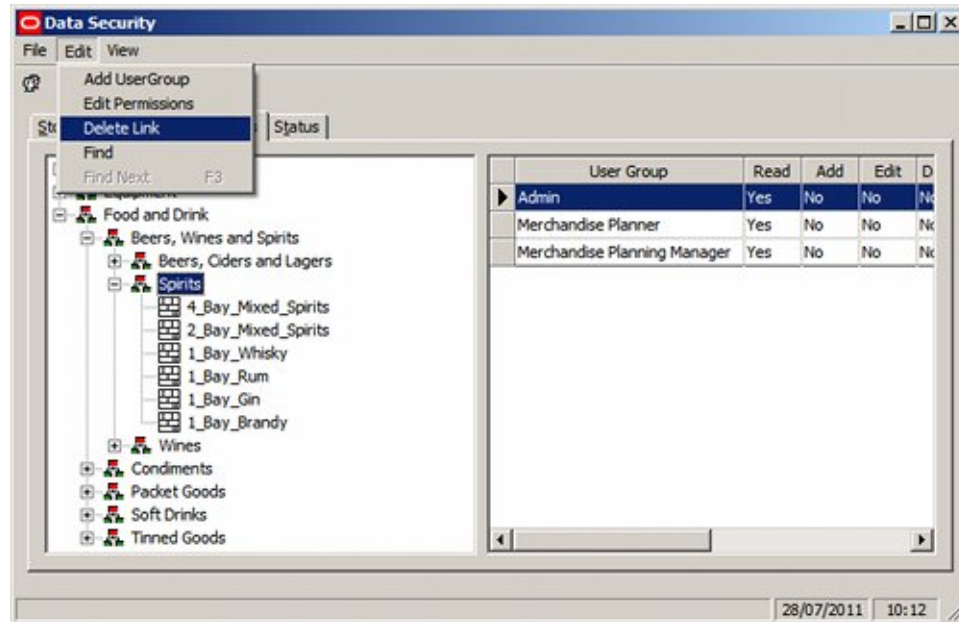 Data Security
File Edit View
Add UserGroup
Edit Permissions
Delete Link
Find
Find Next F3
Status
User Group Read Add Edit
Admin Yes No No
Merchandise Planner Yes No No
Merchandise Planning Manager Yes No No
Equipment
Food and Drink
Beers, Wines and Spirits
Beers, Ciders and Lagers
Spirits
4_Bay_Mixed_Spirits
2_Bay_Mixed_Spirits
1_Bay_Whisky
1_Bay_Rum
1_Bay_Gin
1_Bay_Brandy
Wines
Condiments
Packet Goods
Soft Drinks
Tinned Goods
28/07/2011 10:12